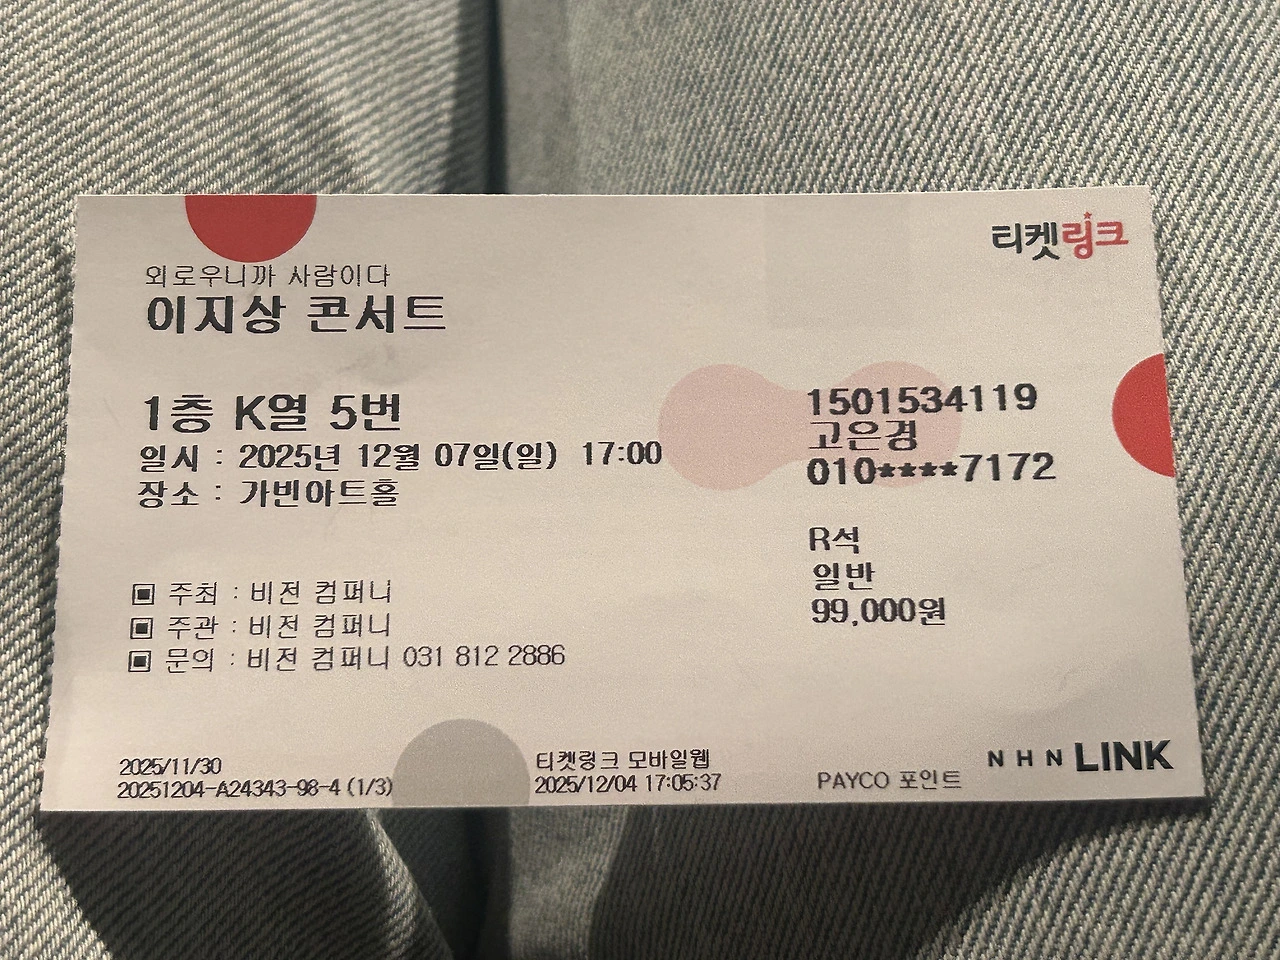 티켓링크
외로우니까 사람이다
이지상 콘서트
1층 K열 5번
일시 : 2025년 12월 07일(일) 17:00
장소 : 가빈아트홀
1501534119
고은경
010****7172
R석
일반
99,000원
▣ 주최 : 비전 컴퍼니
▣ 주관 : 비전 컴퍼니
▣ 문의 : 비전 컴퍼니 031 812 2886
2025/11/30
20251204-A24343-98-4 (1/3)
티켓링크 모바일웹
2025/12/04 17:05:37
PAYCO 포인트
NHN LINK